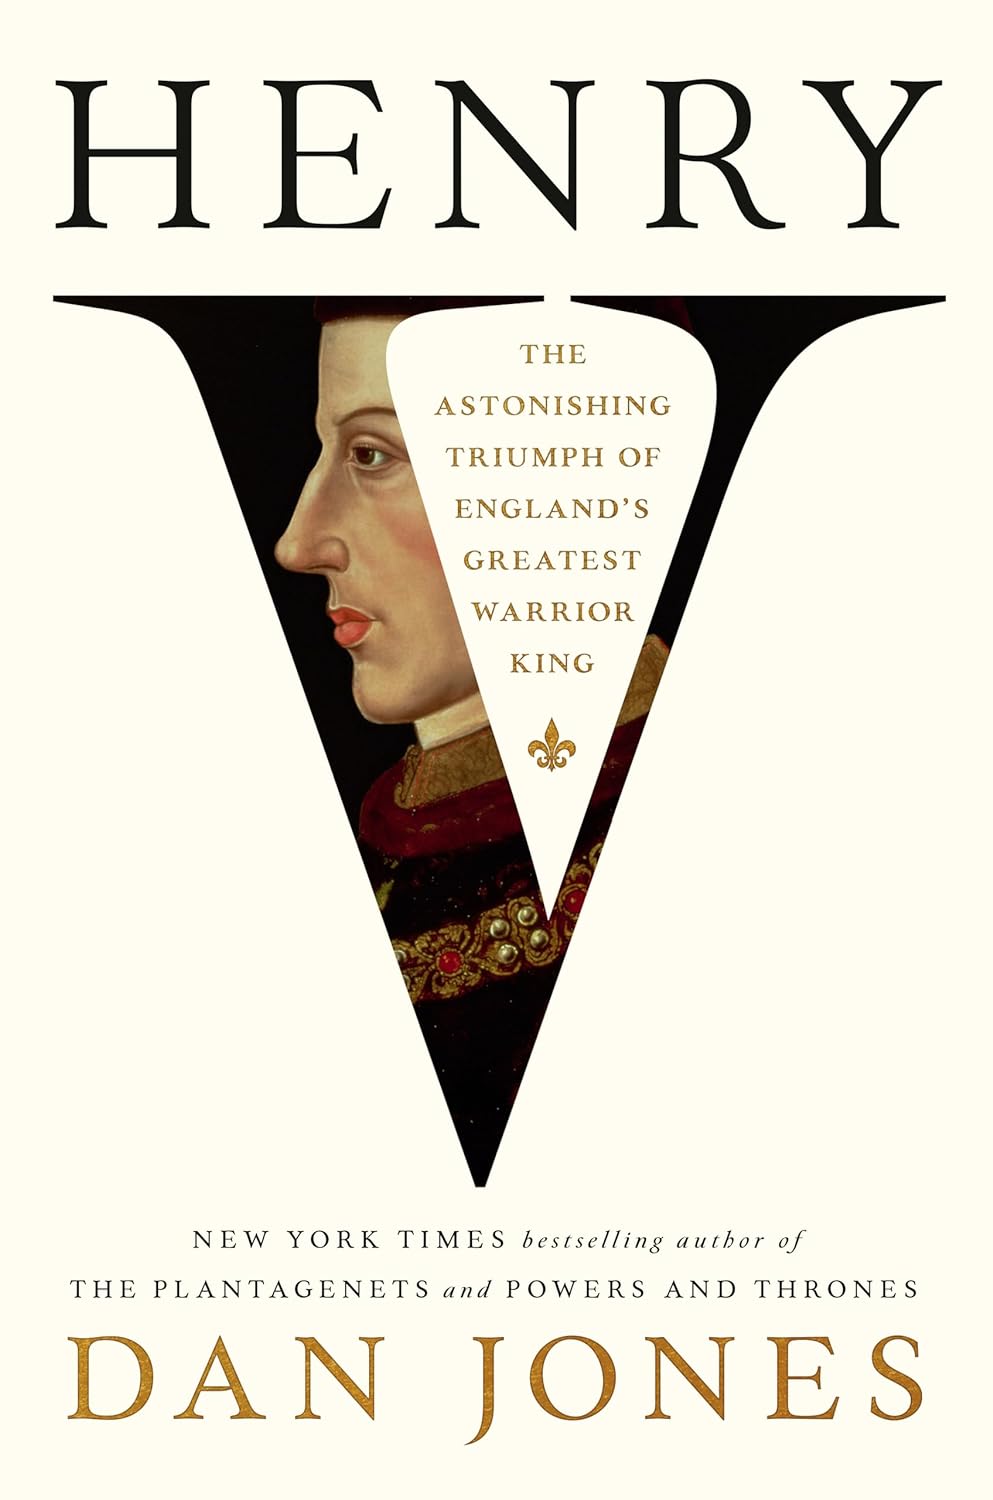 HENRY
V
THE
ASTONISHING
TRIUMPH OF
ENGLAND'S
GREATEST
WARRIOR
KING
NEW YORK TIMES bestselling author of
THE PLANTAGENETS and POWERS AND THRONES
DAN JONES